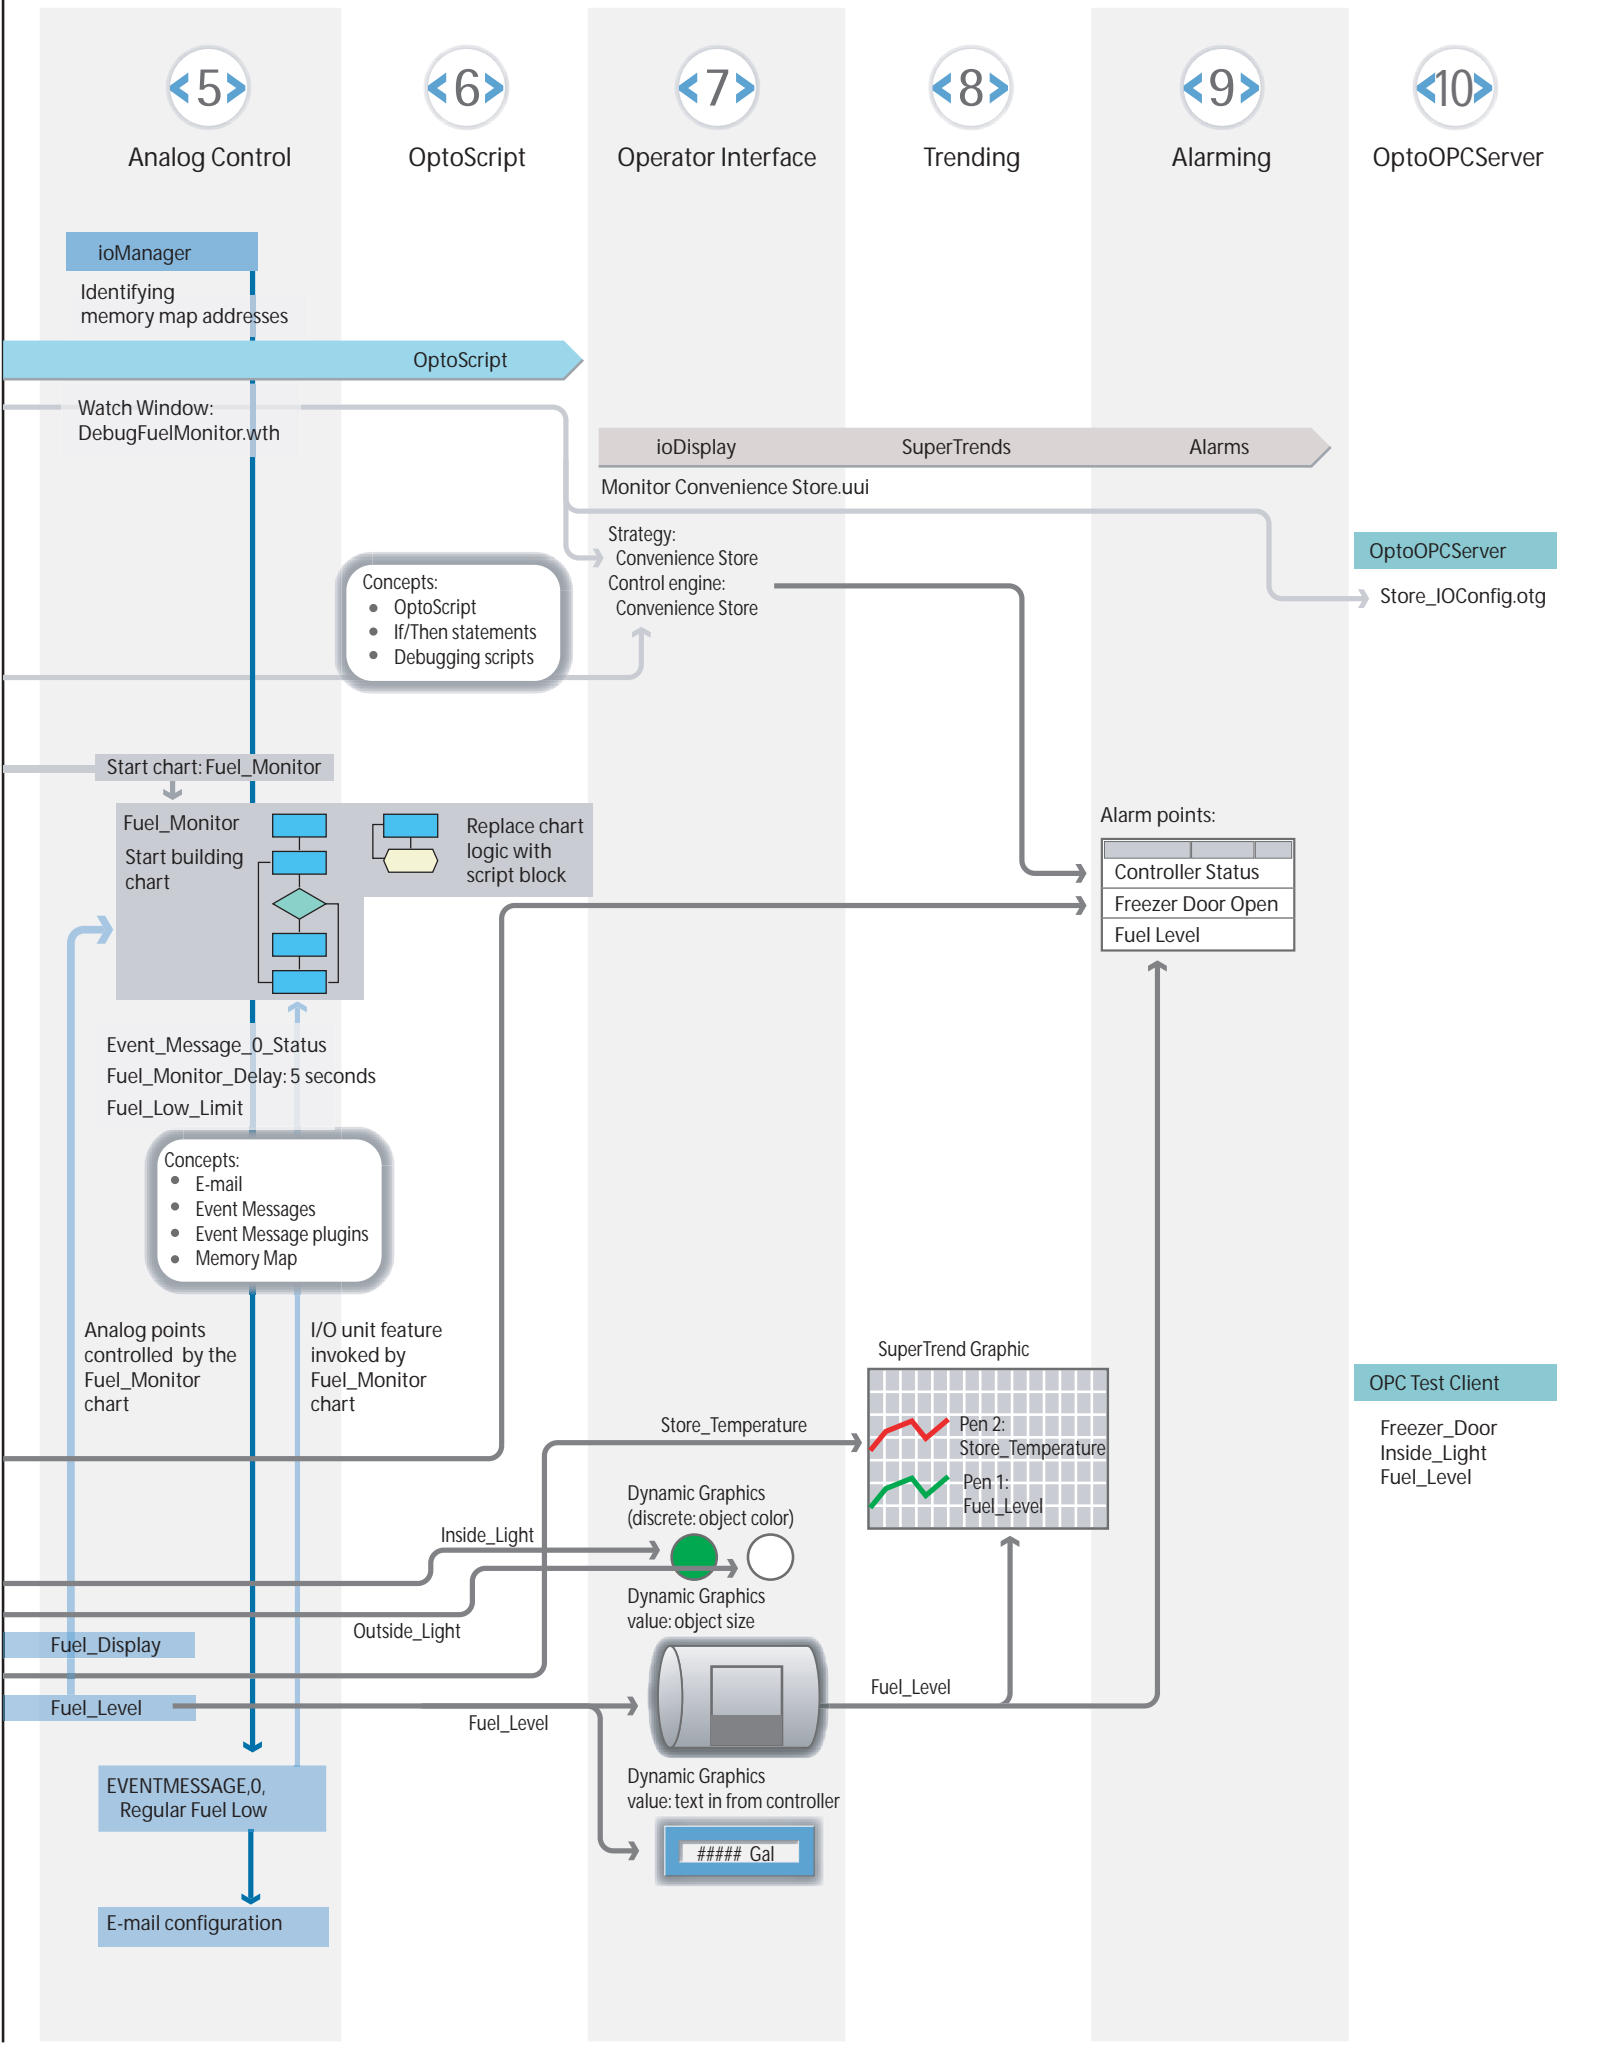 <5>
<6>
<7>
<8>
<9>
<10>
Analog Control
OptoScript
Operator Interface
Trending
Alarming
OptoOPCServer
ioManager
Identifying
memory map addresses
OptoScript
Watch Window:
DebugFuelMonitor.wth
ioDisplay
SuperTrends
Alarms
Monitor Convenience Store.uui
Strategy:
Convenience Store
Control engine:
Convenience Store
OptoOPCServer
Store_IOConfig.otg
Concepts:
• OptoScript
• If/Then statements
• Debugging scripts
Start chart: Fuel_Monitor
Fuel_Monitor
Start building
chart
Replace chart
logic with
script block
Alarm points:
Controller Status
Freezer Door Open
Fuel Level
Event_Message_0_Status
Fuel_Monitor_Delay: 5 seconds
Fuel_Low_Limit
Concepts:
• E-mail
• Event Messages
• Event Message plugins
• Memory Map
Analog points
controlled by the
Fuel_Monitor
chart
I/O unit feature
invoked by
Fuel_Monitor
chart
SuperTrend Graphic
Pen 2:
Store_Temperature
Pen 1:
Fuel_Level
OPC Test Client
Freezer_Door
Inside_Light
Fuel_Level
Store_Temperature
Dynamic Graphics
(discrete: object color)
Inside_Light
Dynamic Graphics
value: object size
Outside_Light
Fuel_Display
Fuel_Level
Fuel_Level
Fuel_Level
Dynamic Graphics
value: text in from controller
##### Gal
EVENTMESSAGE,0,
Regular Fuel Low
E-mail configuration